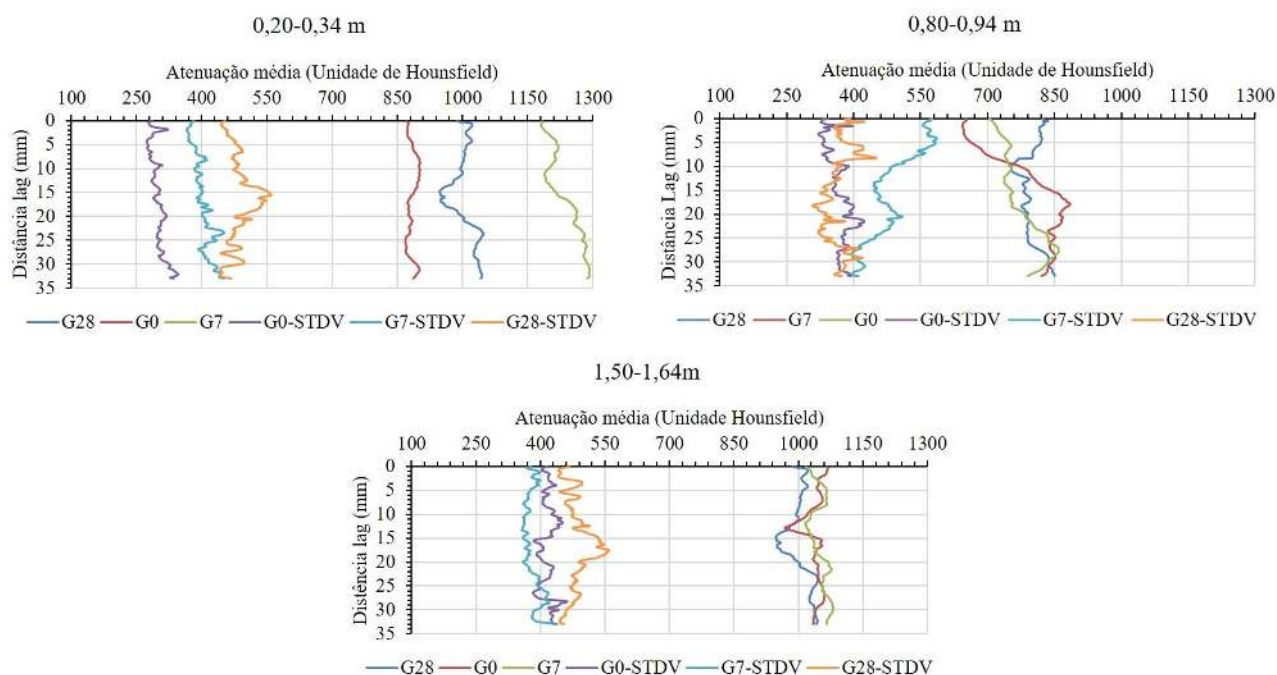 0,20-0,34 m
Atenuação média (Unidade de Hounsfield)
100 250 400 550 700 850 1000 1150 1300
Distância lag (mm)
0
5
10
15
20
25
30
35
G28 G0 G7 G0-STDV G7-STDV G28-STDV
0,80-0,94 m
Atenuação média (Unidade de Hounsfield)
100 250 400 550 700 850 1000 1150 1300
Distância Lag (mm)
0
5
10
15
20
25
30
35
G28 G7 G0 G0-STDV G7-STDV G28-STDV
1,50-1,64m
Atenuação média (Unidade Hounsfield)
100 250 400 550 700 850 1000 1150 1300
Distência lag (mm)
0
5
10
15
20
25
30
35
G28 G0 G7 G0-STDV G7-STDV G28-STDV